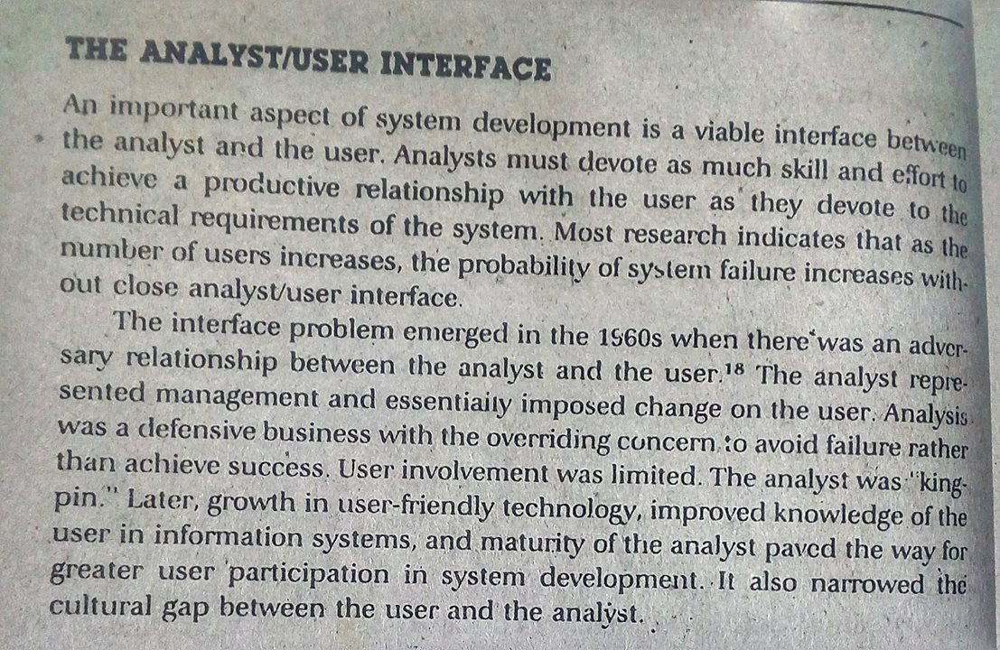 THE ANALYST/USER INTERFACE
An important aspect of system development is a viable interface between
the analyst and the user. Analysts must devote as much skill and effort to
achieve a productive relationship with the user as they devote to the
technical requirements of the system. Most research indicates that as the
number of users increases, the probability of system failure increases with-
out close analyst/user interface.
The interface problem emerged in the 1960s when there was an adver-
sary relationship between the analyst and the user.¹⁸ The analyst repre-
sented management and essentially imposed change on the user. Analysis
was a defensive business with the overriding concern to avoid failure rather
than achieve success. User involvement was limited. The analyst was "king-
pin." Later, growth in user-friendly technology, improved knowledge of the
user in information systems, and maturity of the analyst paved the way for
greater user participation in system development. It also narrowed the
cultural gap between the user and the analyst.